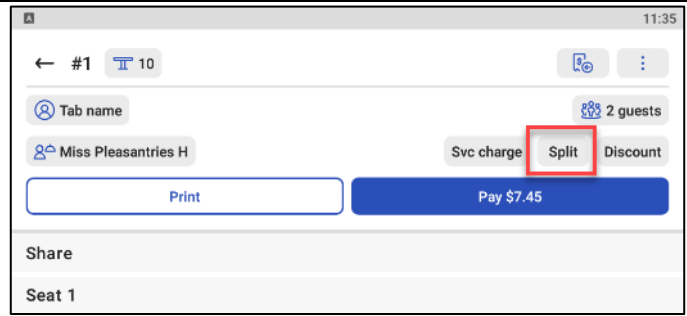 A 11:35
#1 10
Tab name 2 guests
Miss Pleasantries H Svc charge Split Discount
Print Pay $7.45
Share
Seat 1